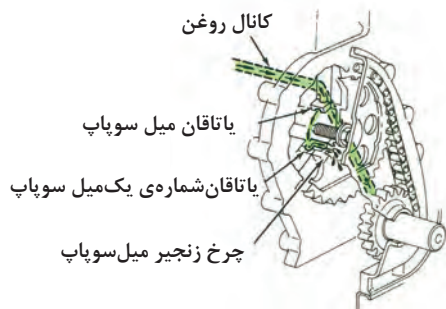 کانال روغن
یاتاقان میل سوپاپ
یاتاقان‌شماره‌ی یک‌میل سوپاپ
چرخ زنجیر میل‌سوپاپ